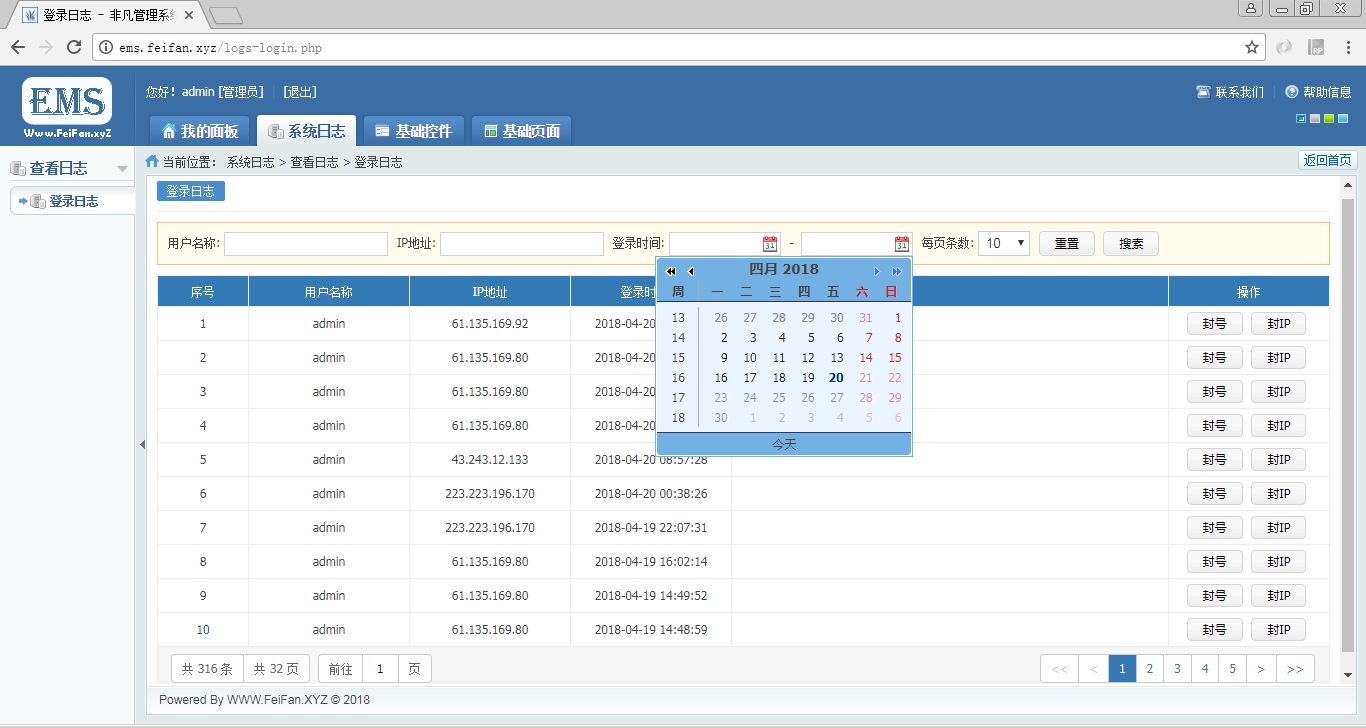 登录日志 - 非凡管理系统
ems.feifan.xyz/logs-login.php
EMS
Www.FeiFan.xyZ
您好! admin [管理员] [退出]
联系我们 帮助信息
我的面板 系统日志 基础控件 基础页面
查看日志
登录日志
当前位置: 系统日志 > 查看日志 > 登录日志
返回首页
登录日志
用户名称: IP地址: 登录时间: - 每页条数: 10 重置 搜索
四月 2018
周 一 二 三 四 五 六 日
13 26 27 28 29 30 31 1
14 2 3 4 5 6 7 8
15 9 10 11 12 13 14 15
16 16 17 18 19 20 21 22
17 23 24 25 26 27 28 29
18 30 1 2 3 4 5 6
今天
序号 用户名称 IP地址 登录时 操作
1 admin 61.135.169.92 2018-04-20 封号 封IP
2 admin 61.135.169.80 2018-04-20 封号 封IP
3 admin 61.135.169.80 2018-04-20 封号 封IP
4 admin 61.135.169.80 2018-04-20 封号 封IP
5 admin 43.243.12.133 2018-04-20 08:57:28 封号 封IP
6 admin 223.223.196.170 2018-04-20 00:38:26 封号 封IP
7 admin 223.223.196.170 2018-04-19 22:07:31 封号 封IP
8 admin 61.135.169.80 2018-04-19 16:02:14 封号 封IP
9 admin 61.135.169.80 2018-04-19 14:49:52 封号 封IP
10 admin 61.135.169.80 2018-04-19 14:48:59 封号 封IP
共 316 条 共 32 页 前往 1 页 << < 1 2 3 4 5 > >>
Powered By WWW.FeiFan.XYZ © 2018